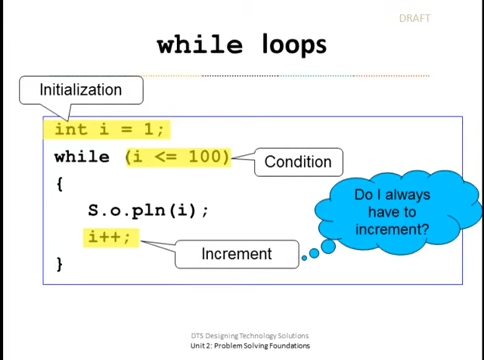 DRAFT
while loops
Initialization
int i = 1;
while (i <= 100)
Condition
{
Do I always
have to
increment?
S.o.pln(i);
i++;
Increment
}
DTS Designing Technology Solutions
Unit 2: Problem Solving Foundations